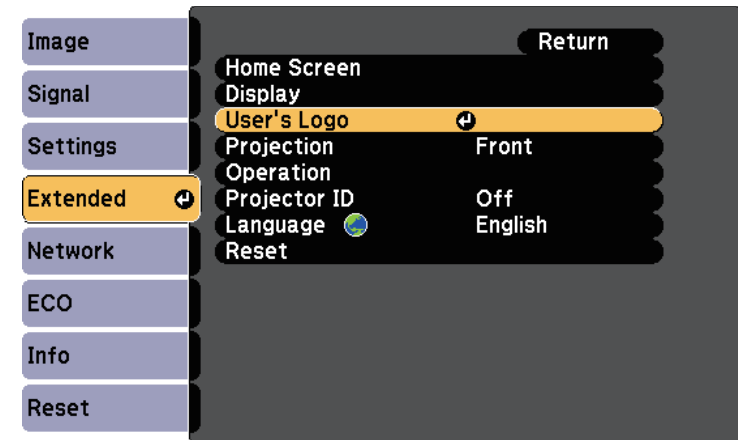 Image
Signal
Settings
Extended
Network
ECO
Info
Reset
Return
Home Screen
Display
User's Logo
Projection Front
Operation
Projector ID Off
Language English
Reset